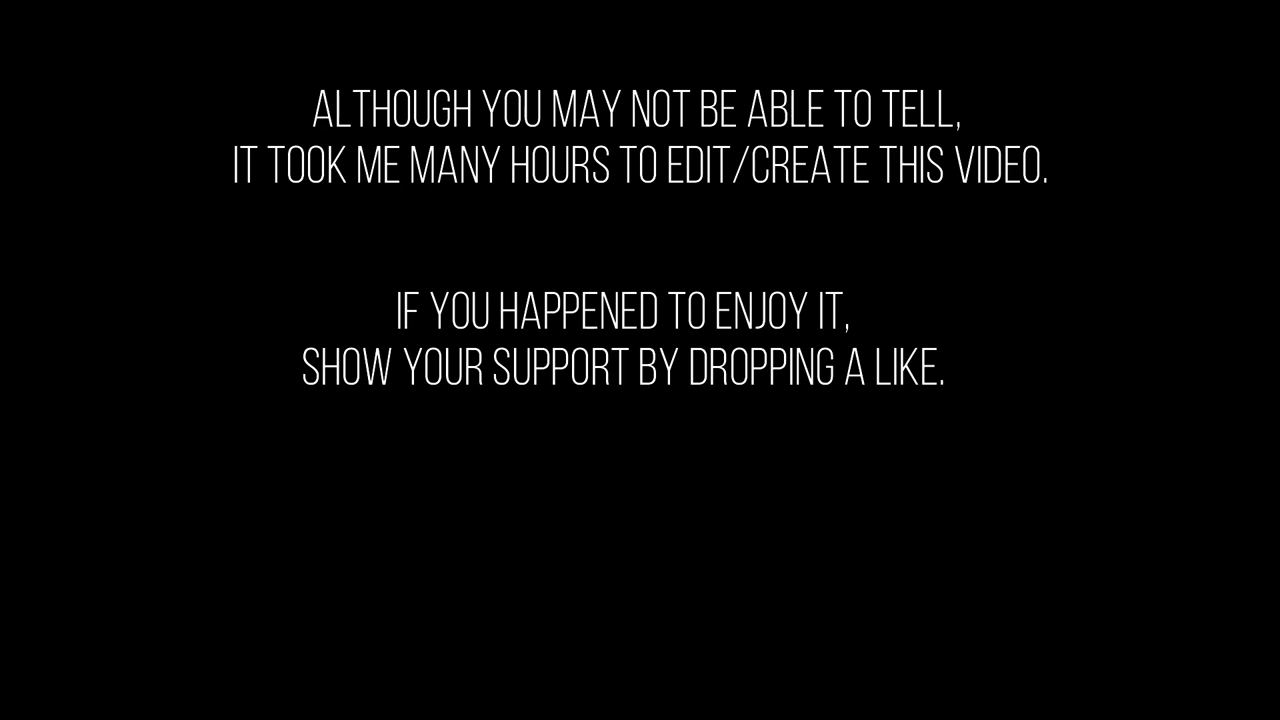 ALTHOUGH YOU MAY NOT BE ABLE TO TELL,
IT TOOK ME MANY HOURS TO EDIT/CREATE THIS VIDEO.
IF YOU HAPPENED TO ENJOY IT,
SHOW YOUR SUPPORT BY DROPPING A LIKE.